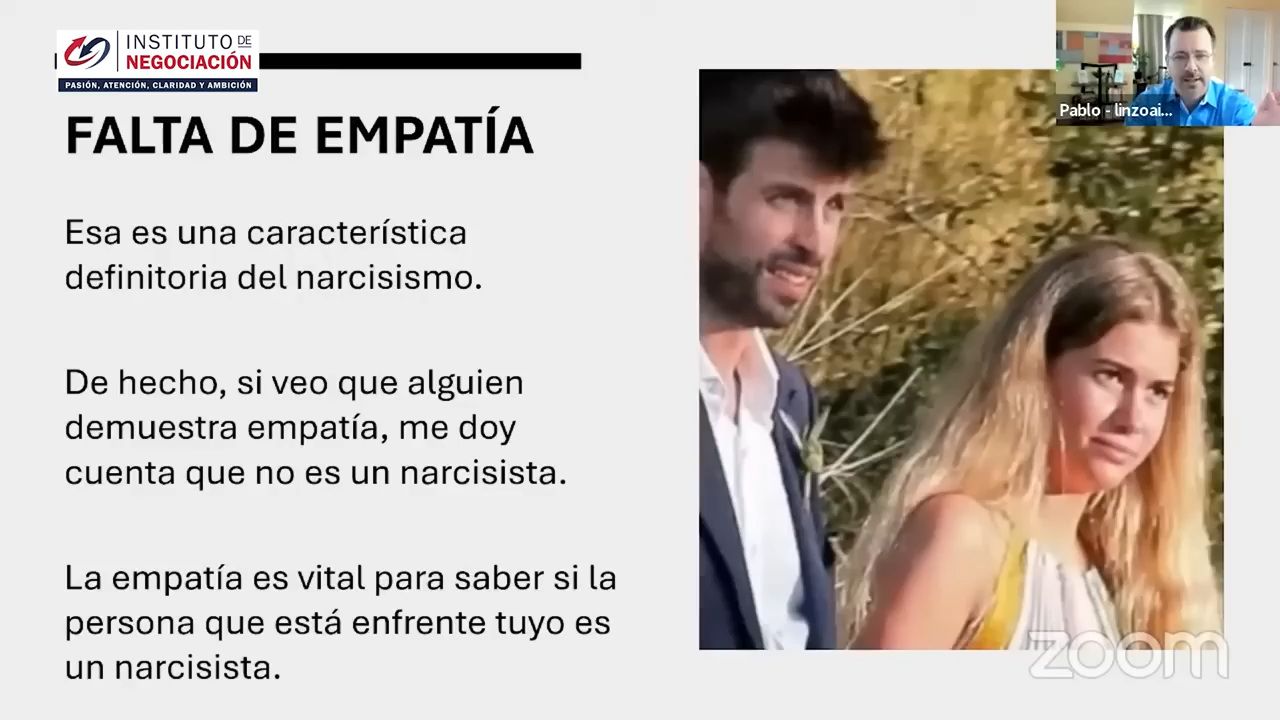 INSTITUTO DE
NEGOCIACIÓN
PASIÓN, ATENCIÓN, CLARIDAD Y AMBICIÓN
Pablo - linzoai...
FALTA DE EMPATÍA
Esa es una característica
definitoria del narcisismo.
De hecho, si veo que alguien
demuestra empatía, me doy
cuenta que no es un narcisista.
La empatía es vital para saber si la
persona que está enfrente tuyo es
un narcisista.
zoom